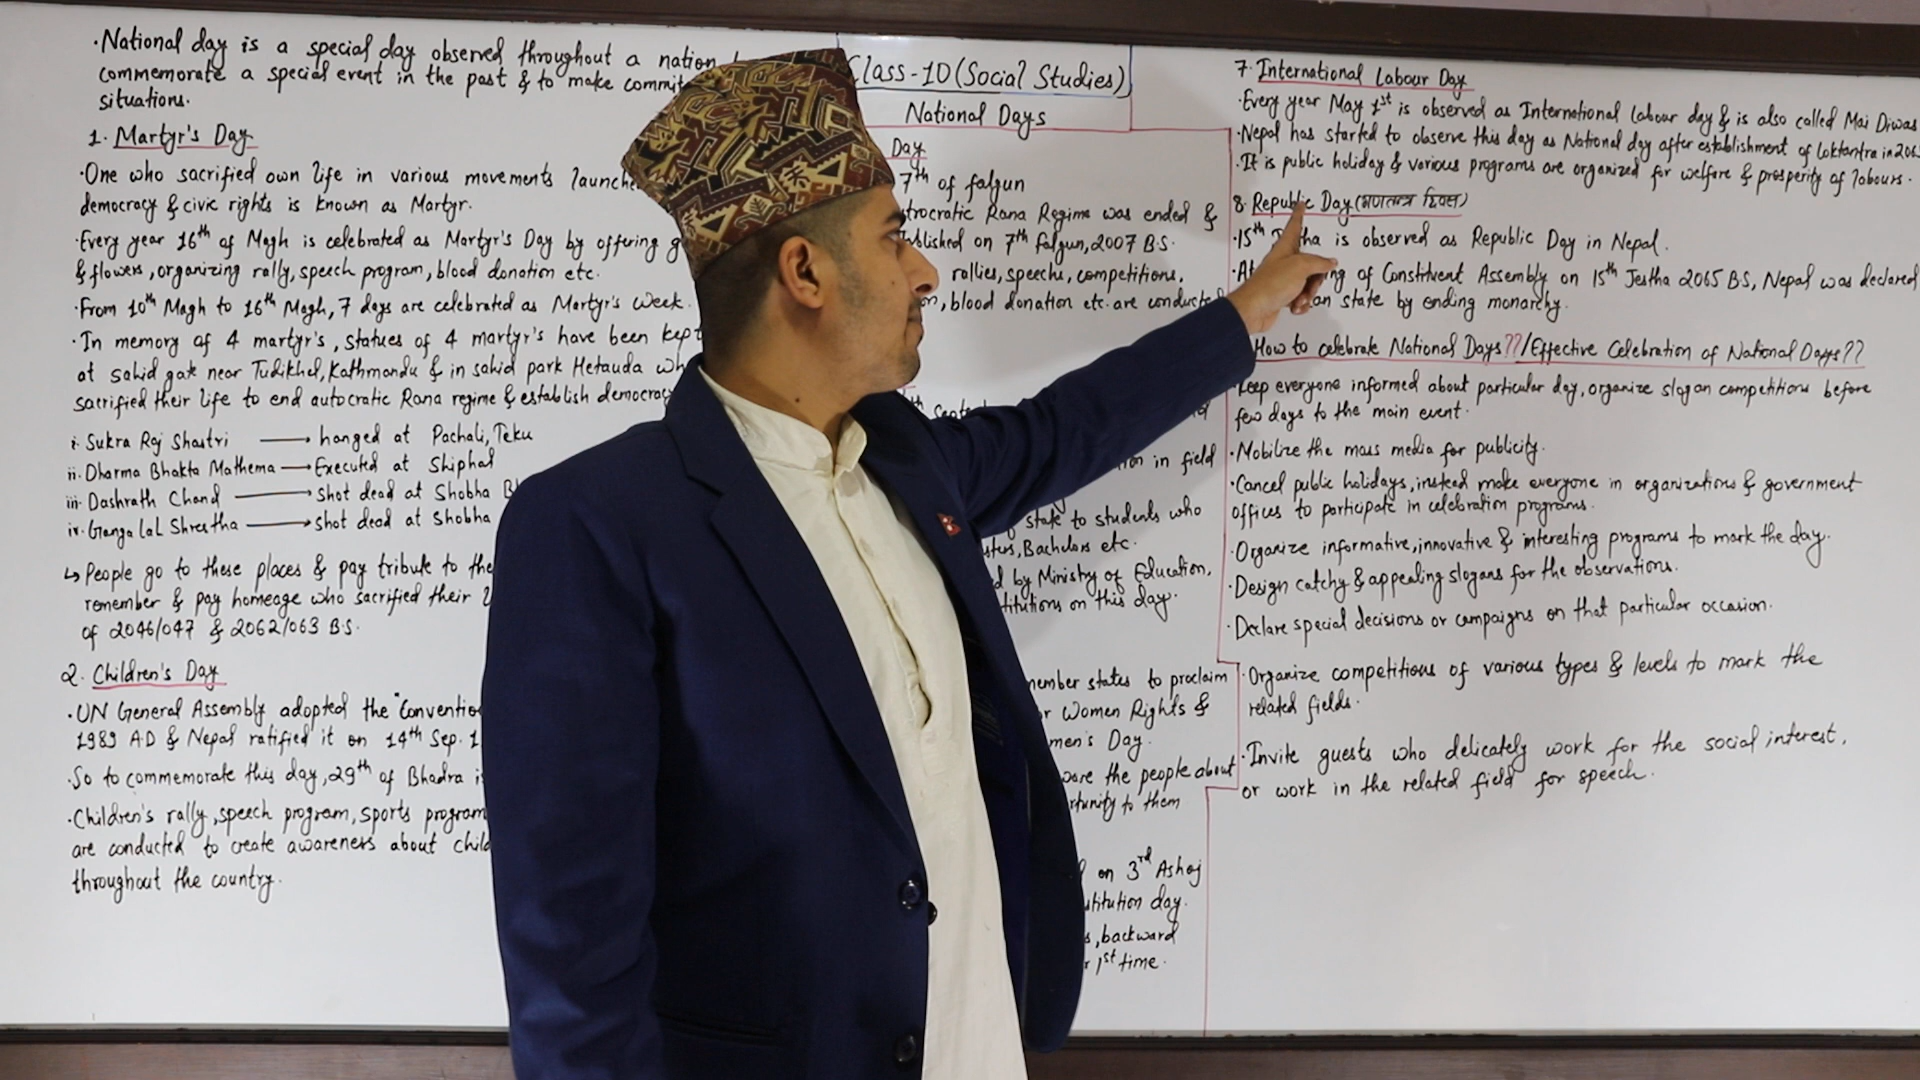 ·National day is a special day observed throughout a nation
commemorate a special event in the past & to make commit
situations.
1. Martyr's Day
·One who sacrified own life in various movements launche
democracy & civic rights is known as Martyr.
·Every year 16th of Magh is celebrated as Martyr's Day by offering g
& flowers, organizing rally, speech program, blood donation etc.
·From 10th Magh to 16th Magh, 7 days are celebrated as Martyr's Week.
·In memory of 4 martyr's, statues of 4 martyr's have been kept
at sahid gate near Tudikhel, Kathmandu & in sahid park Hetauda wh
sacrified their life to end autocratic Rana regime & establish democrac
i. Sukra Raj Shastri → hanged at Pachali, Teku
ii. Dharma Bhakta Mathema → Executed at Shiphal
iii. Dashrath Chand → Shot dead at Shobha B
iv. Ganga Lal Shrestha → Shot dead at Shobha
↳ People go to these places & pay tribute to the
remember & pay homeage who sacrified their l
of 2046/047 & 2062/063 B.S.
2. Children's Day
·UN General Assembly adopted the "Conventio
1989 A.D & Nepal ratified it on 14th Sep. 1
·So to commemorate this day, 29th of Bhadra i
·Children's rally, speech program, sports program
are conducted to create awareness about chil
throughout the country.
Class-10 (Social Studies)
National Days
Day
7th of falgun
trocratic Rana Regime was ended &
blished on 7th falgun, 2007 B.S.
rallies, speechs, competitions,
on, blood donation etc. are conducted
th Sept
ion in field
of state to students who
sters, Bachelors etc.
d by Ministry of Education,
titutions on this day.
member states to proclaim
or Women Rights &
men's Day.
ware the people about
rtunity to them
on 3rd Ashoj
stitution day.
s, backward
r 1st time.
7. International Labour Day
·Every year May 1st is observed as International labour day & is also called Mai Diwas
·Nepal has started to observe this day as National day after establishment of Loktantra in 206
·It is public holiday & various programs are organized for welfare & prosperity of labours.
8. Republic Day (गणतन्त्र दिवस)
·15th tha is observed as Republic Day in Nepal.
·At ng of Constituent Assembly on 15th Jestha 2065 B.S, Nepal was declared
an state by ending monarchy.
How to celebrate National Days??/Effective Celebration of National Days??
·Keep everyone informed about particular day, organize slogan competitions before
few days to the main event.
·Mobilize the mass media for publicity.
·Cancel public holidays, instead make everyone in organizations & government
offices to participate in celebration programs.
·Organize informative, innovative & interesting programs to mark the day.
·Design catchy & appealing slogans for the observations.
·Declare special decisions or campaigns on that particular occasion.
·Organize competitions of various types & levels to mark the
related fields.
·Invite guests who delicately work for the social interest,
or work in the related field for speech.